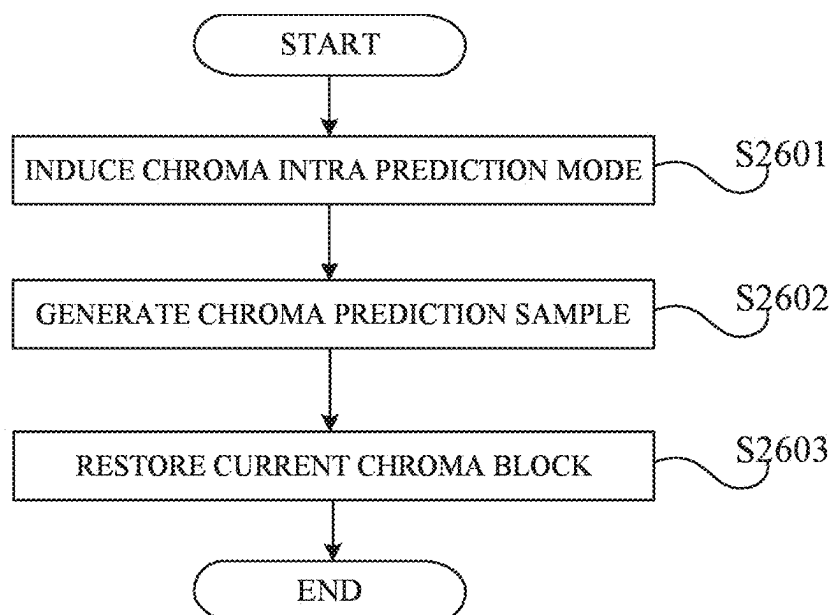 START
INDUCE CHROMA INTRA PREDICTION MODE
S2601
GENERATE CHROMA PREDICTION SAMPLE
S2602
RESTORE CURRENT CHROMA BLOCK
S2603
END